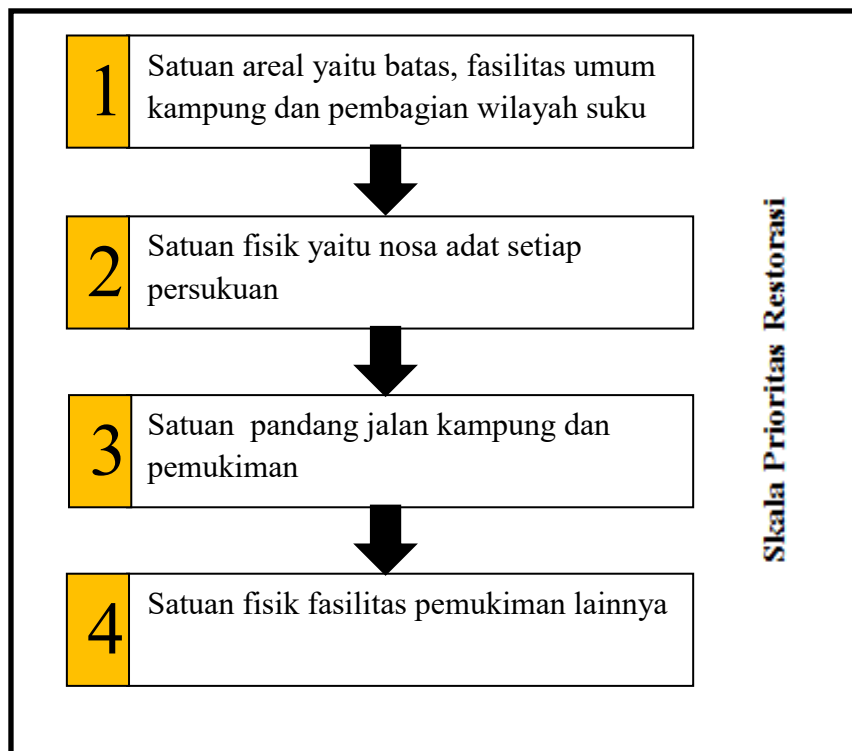 1
Satuan areal yaitu batas, fasilitas umum
kampung dan pembagian wilayah suku
2
Satuan fisik yaitu nosa adat setiap
persukuan
3
Satuan  pandang jalan kampung dan
pemukiman
4
Satuan fisik fasilitas pemukiman lainnya
Skala Prioritas Restorasi